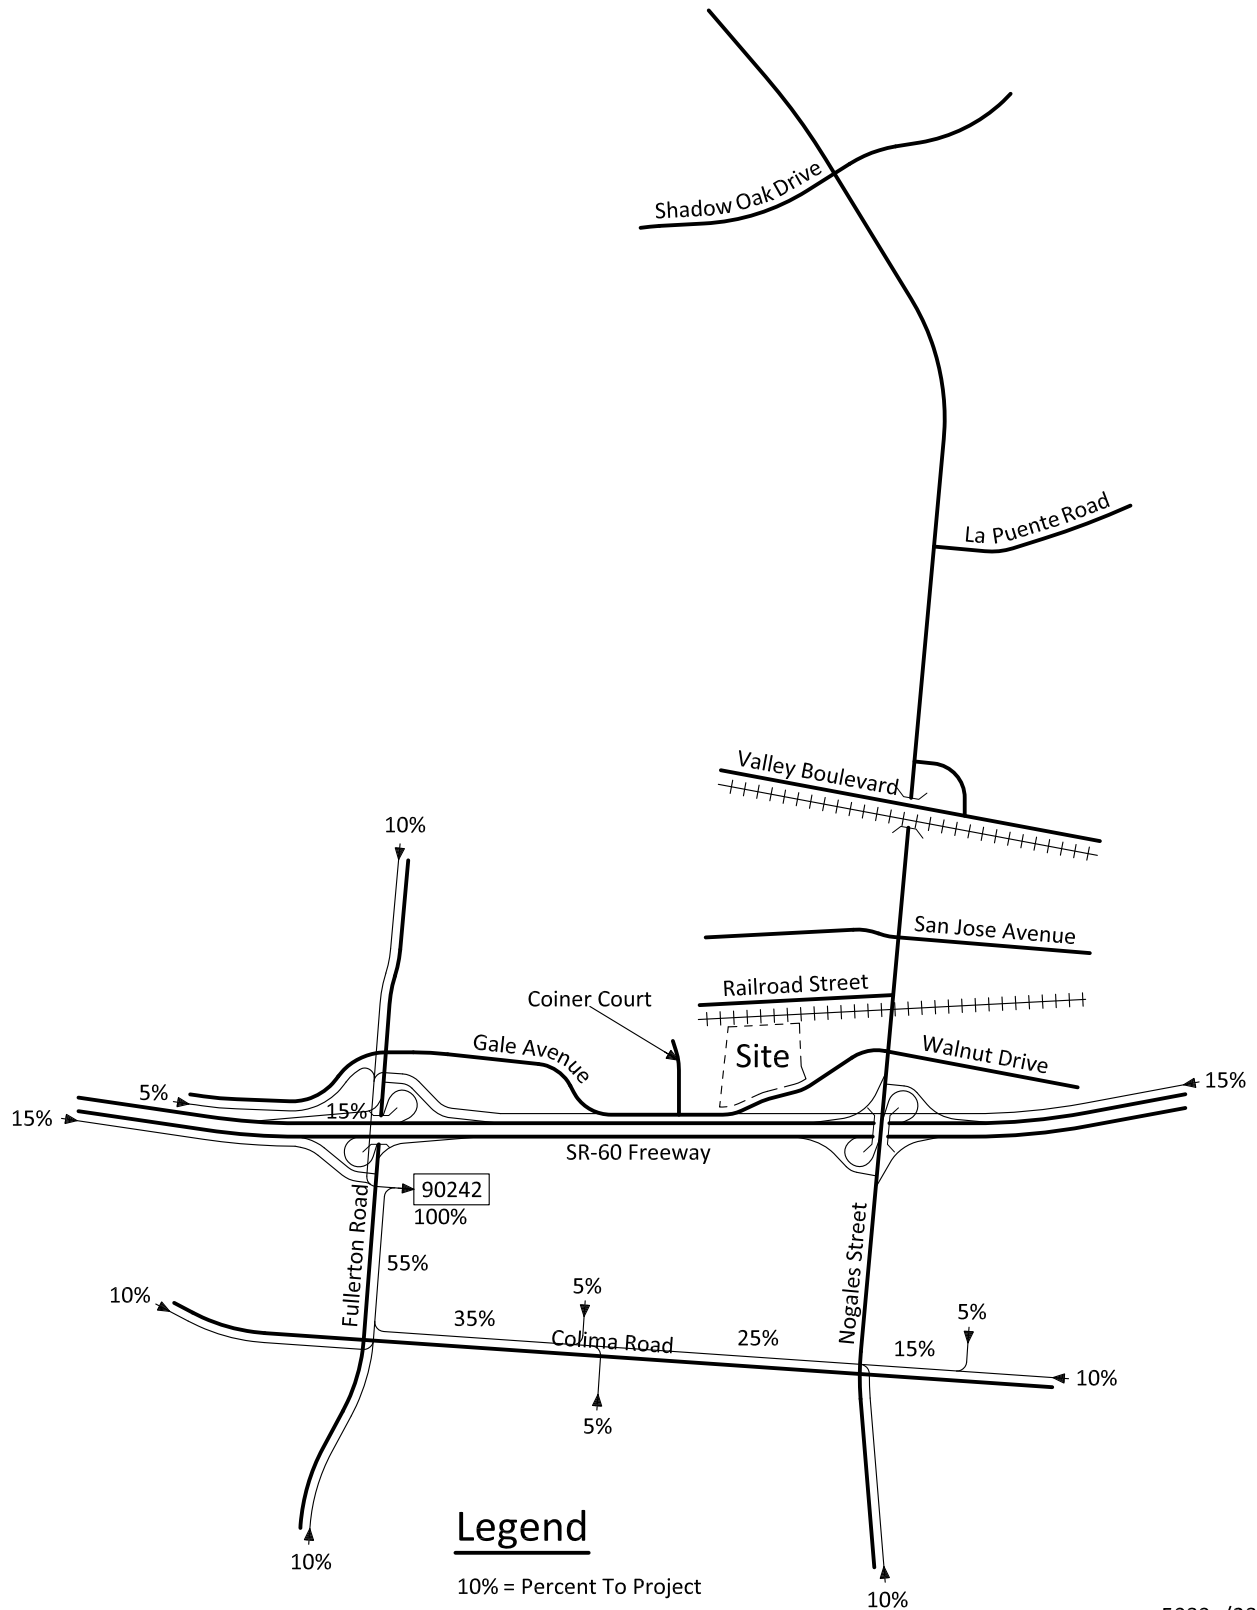 Shadow Oak Drive
La Puente Road
Valley Boulevard
10%
San Jose Avenue
Railroad Street
Coiner Court
Gale Avenue
Site
Walnut Drive
5%
15%
15%
15%
SR-60 Freeway
90242
100%
Fullerton Road
55%
Nogales Street
10%
35%
5%
Colima Road
25%
15%
5%
10%
5%
10%
10%
Legend
10% = Percent To Project